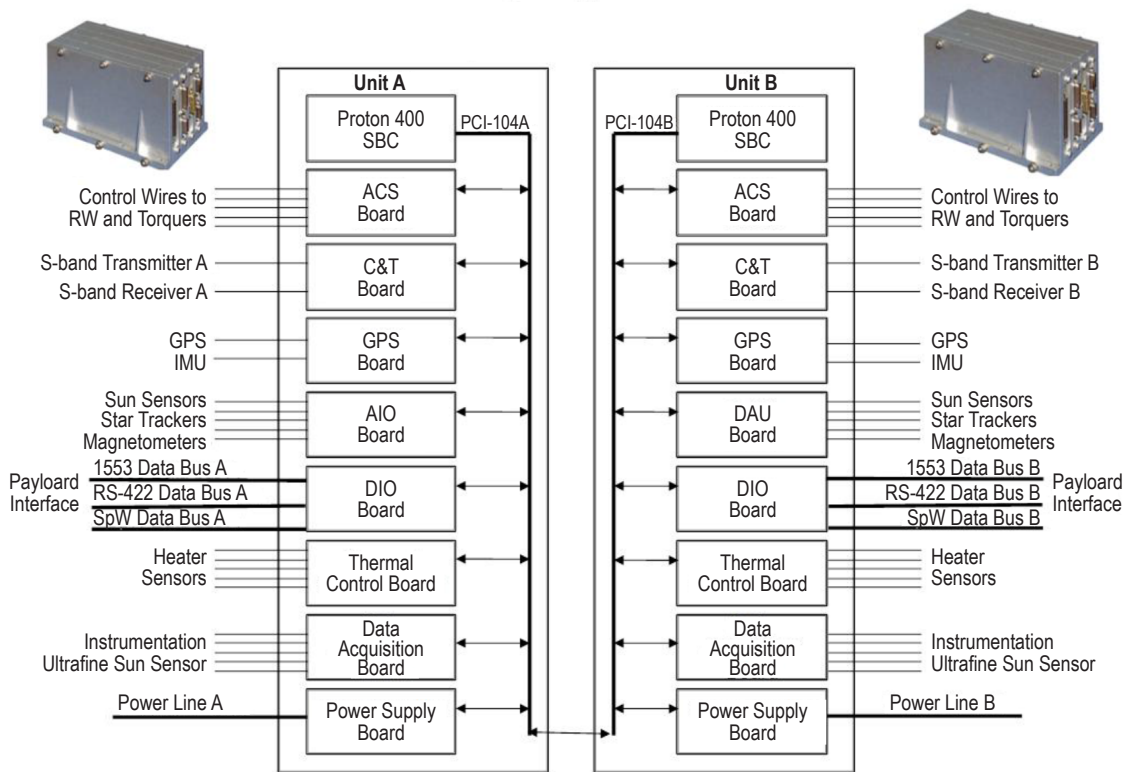 Unit A
Proton 400
SBC
PCI-104A
Control Wires to
RW and Torquers
ACS
Board
S-band Transmitter A
S-band Receiver A
C&T
Board
GPS
IMU
GPS
Board
Sun Sensors
Star Trackers
Magnetometers
AIO
Board
Payloard
Interface
1553 Data Bus A
RS-422 Data Bus A
SpW Data Bus A
DIO
Board
Heater
Sensors
Thermal
Control Board
Instrumentation
Ultrafine Sun Sensor
Data
Acquisition
Board
Power Line A
Power Supply
Board
Unit B
PCI-104B
Proton 400
SBC
ACS
Board
Control Wires to
RW and Torquers
C&T
Board
S-band Transmitter B
S-band Receiver B
GPS
Board
GPS
IMU
DAU
Board
Sun Sensors
Star Trackers
Magnetometers
DIO
Board
1553 Data Bus B
RS-422 Data Bus B
SpW Data Bus B
Payloard
Interface
Thermal
Control Board
Heater
Sensors
Data
Acquisition
Board
Instrumentation
Ultrafine Sun Sensor
Power Supply
Board
Power Line B